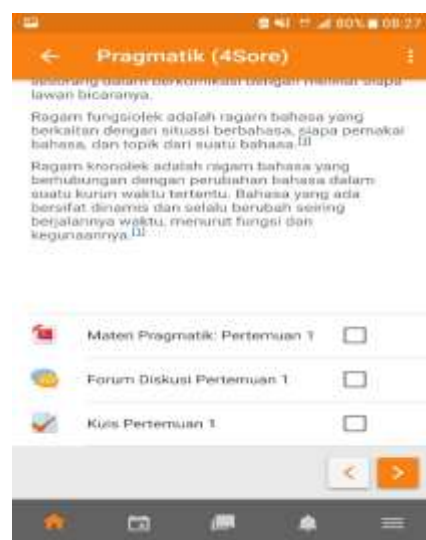 80% 08:27
Pragmatik (4Sore)
lawan bicaranya.
Ragam fungsiolek adalah ragam bahasa yang
berkaitan dengan situasi berbahasa, siapa pemakai
bahasa, dan topik dari suatu bahasa.
Ragam kronolek adalah ragam bahasa yang
berhubungan dengan perubahan bahasa dalam
suatu kurun waktu tertentu. Bahasa yang ada
bersifat dinamis dan selalu berubah seiring
berjalannya waktu, menurut fungsi dan
kegunaannya.
Materi Pragmatik: Pertemuan 1
Forum Diskusi Pertemuan 1
Kuis Pertemuan 1